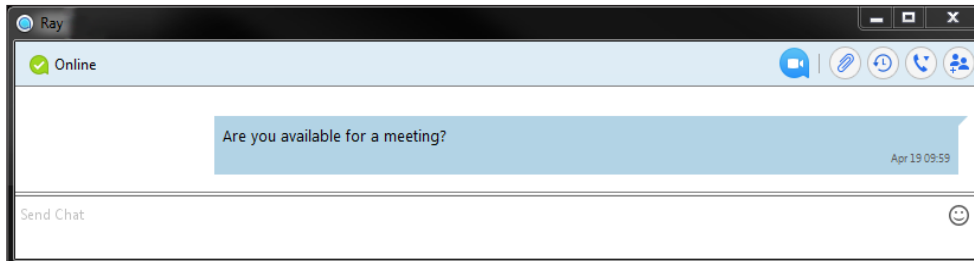 Ray
Online
Are you available for a meeting?
Apr 19 09:59
Send Chat